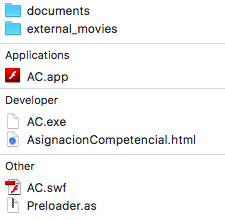 documents
external_movies
Applications
AC.app
Developer
AC.exe
AsignacionCompetencial.html
Other
AC.swf
Preloader.as